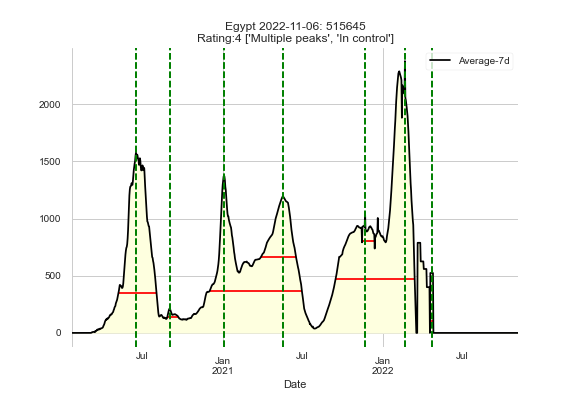 Egypt 2022-11-06: 515645
Rating:4 ['Multiple peaks', 'In control']
Average-7d
2000
1500
1000
500
0
Jul
Jan
2021
Jul
Jan
2022
Jul
Date